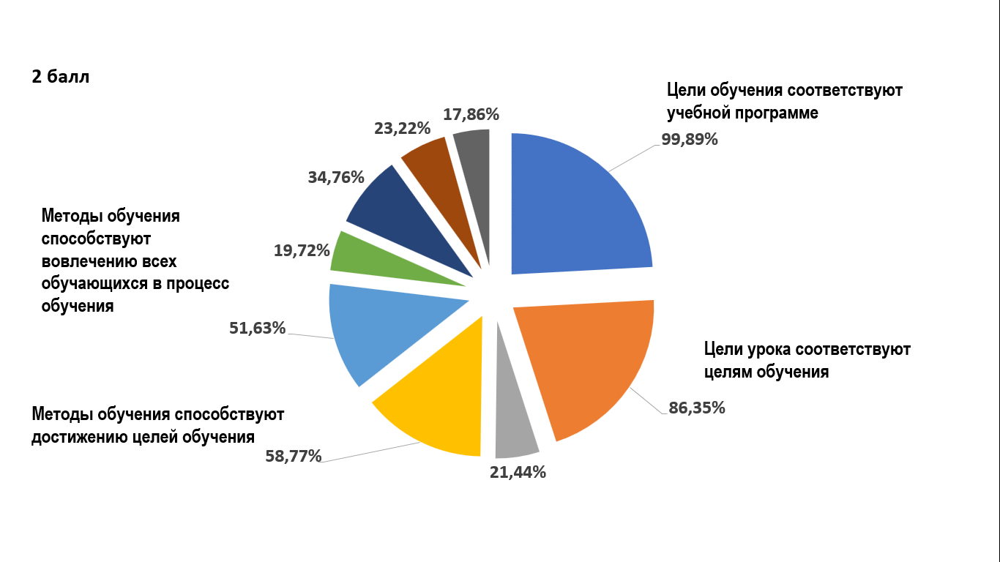 2 балл
Цели обучения соответствуют
учебной программе
99,89%
17,86%
23,22%
34,76%
Методы обучения
способствуют
вовлечению всех
обучающихся в процесс
обучения
19,72%
51,63%
Цели урока соответствуют
целям обучения
86,35%
Методы обучения способствуют
достижению целей обучения
58,77%
21,44%